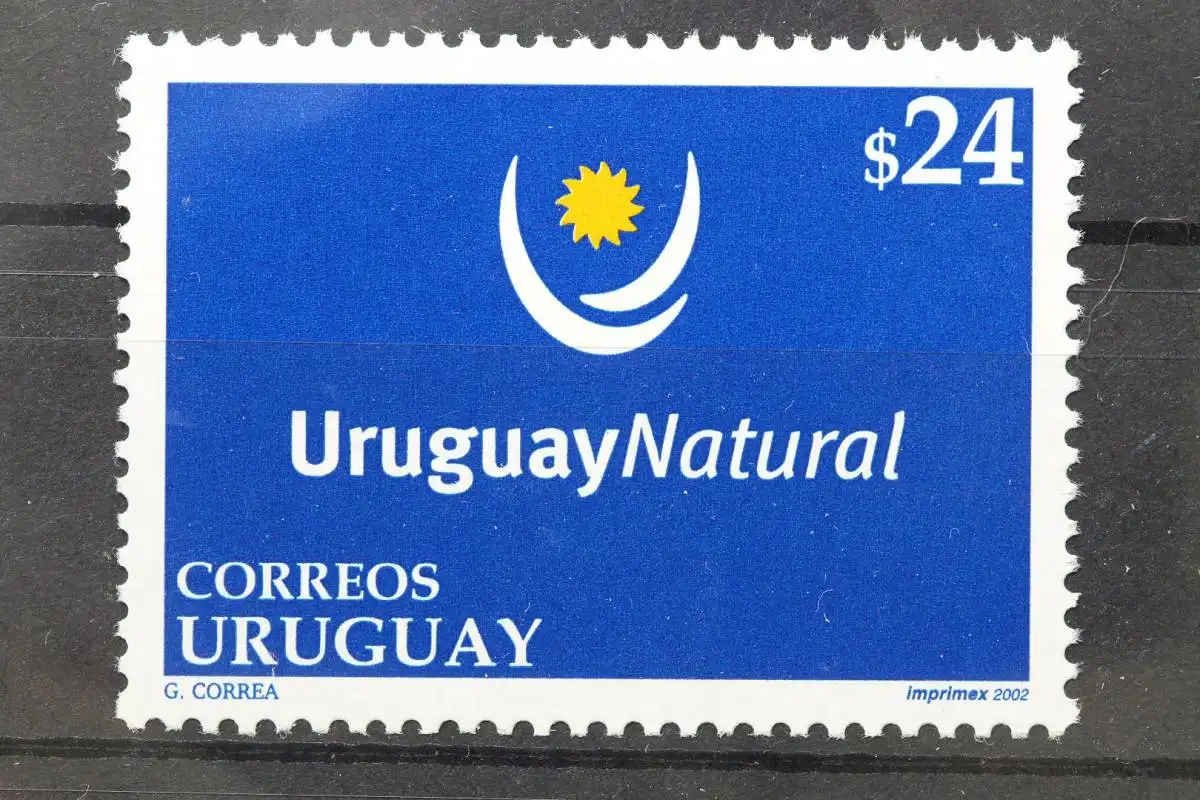 $24
UruguayNatural
CORREOS
URUGUAY
G. CORREA
imprimex 2002